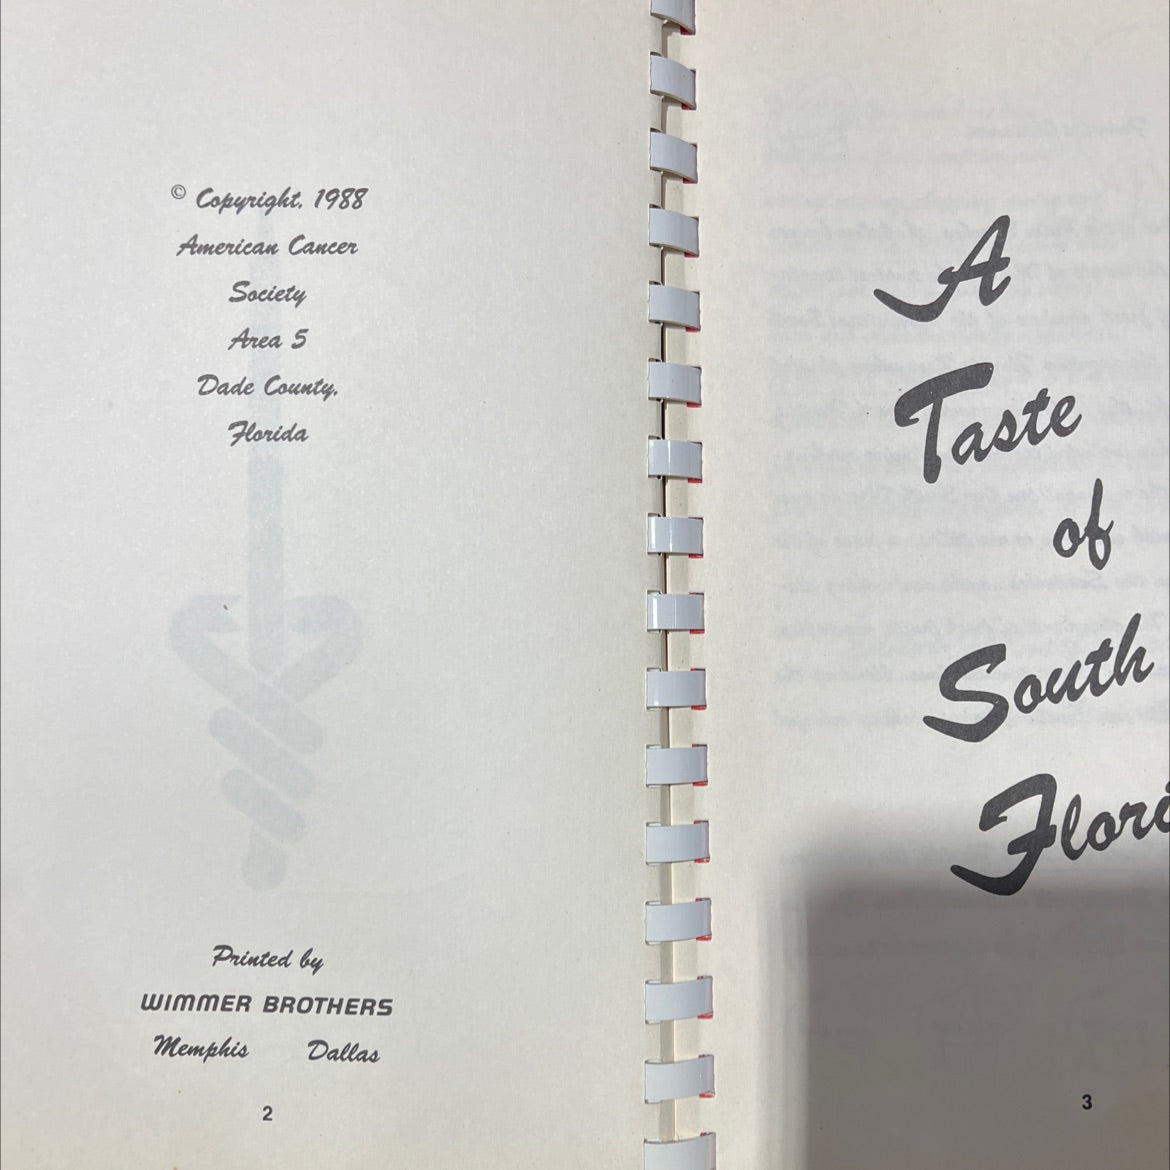 © Copyright, 1988
American Cancer
Society
Area 5
Dade County,
Florida
Printed by
WIMMER BROTHERS
Memphis Dallas
2
A
Taste
of
South
Flori
3